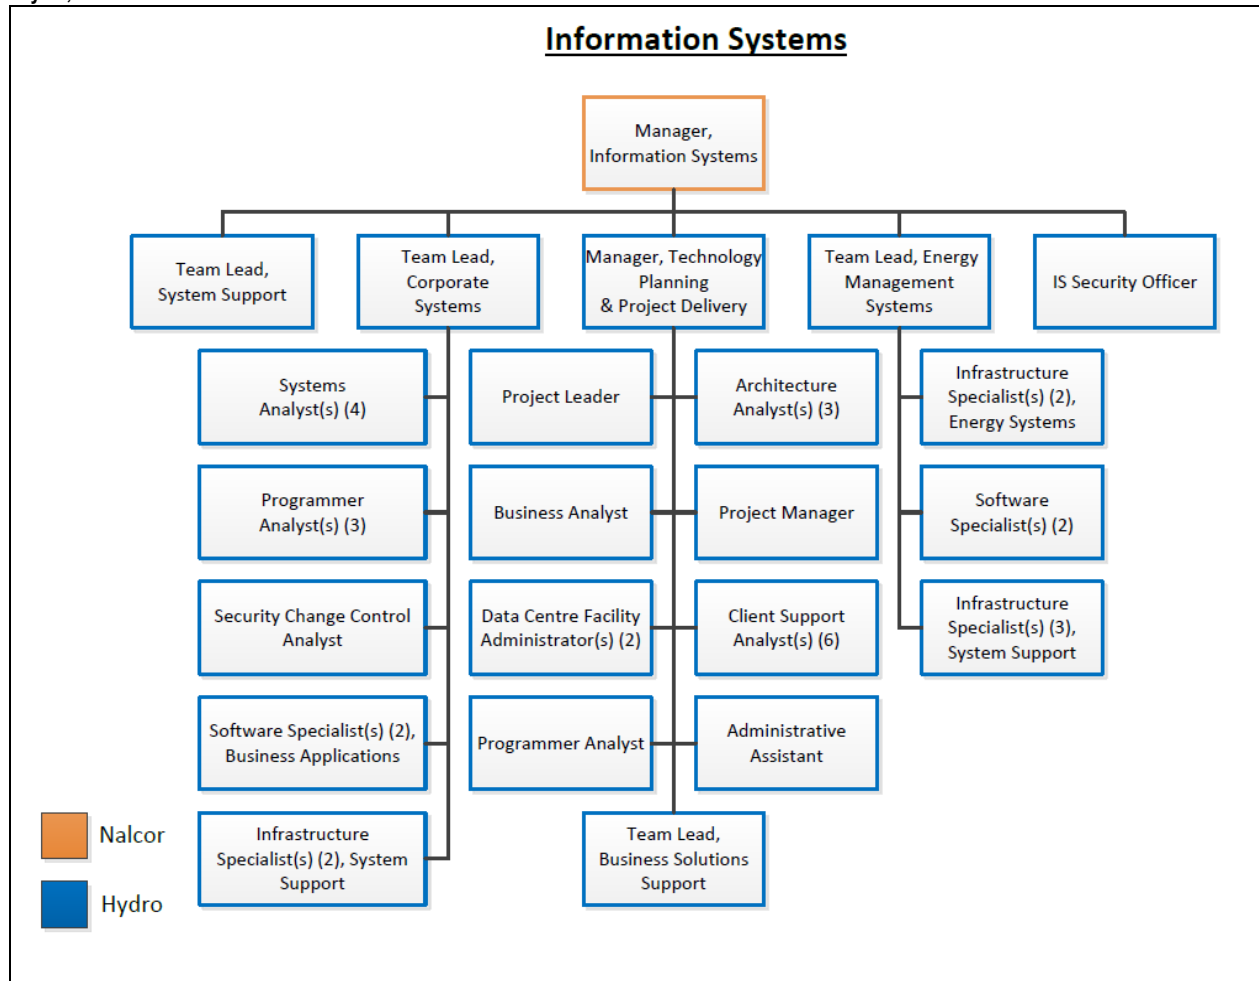 Information Systems
Manager,
Information Systems
Team Lead,
System Support
Team Lead,
Corporate
Systems
Manager, Technology
Planning
& Project Delivery
Team Lead, Energy
Management
Systems
IS Security Officer
Systems
Analyst(s) (4)
Project Leader
Architecture
Analyst(s) (3)
Infrastructure
Specialist(s) (2),
Energy Systems
Programmer
Analyst(s) (3)
Business Analyst
Project Manager
Software
Specialist(s) (2)
Security Change Control
Analyst
Data Centre Facility
Administrator(s) (2)
Client Support
Analyst(s) (6)
Infrastructure
Specialist(s) (3),
System Support
Software Specialist(s) (2),
Business Applications
Programmer Analyst
Administrative
Assistant
Infrastructure
Specialist(s) (2), System
Support
Team Lead,
Business Solutions
Support
Nalcor
Hydro